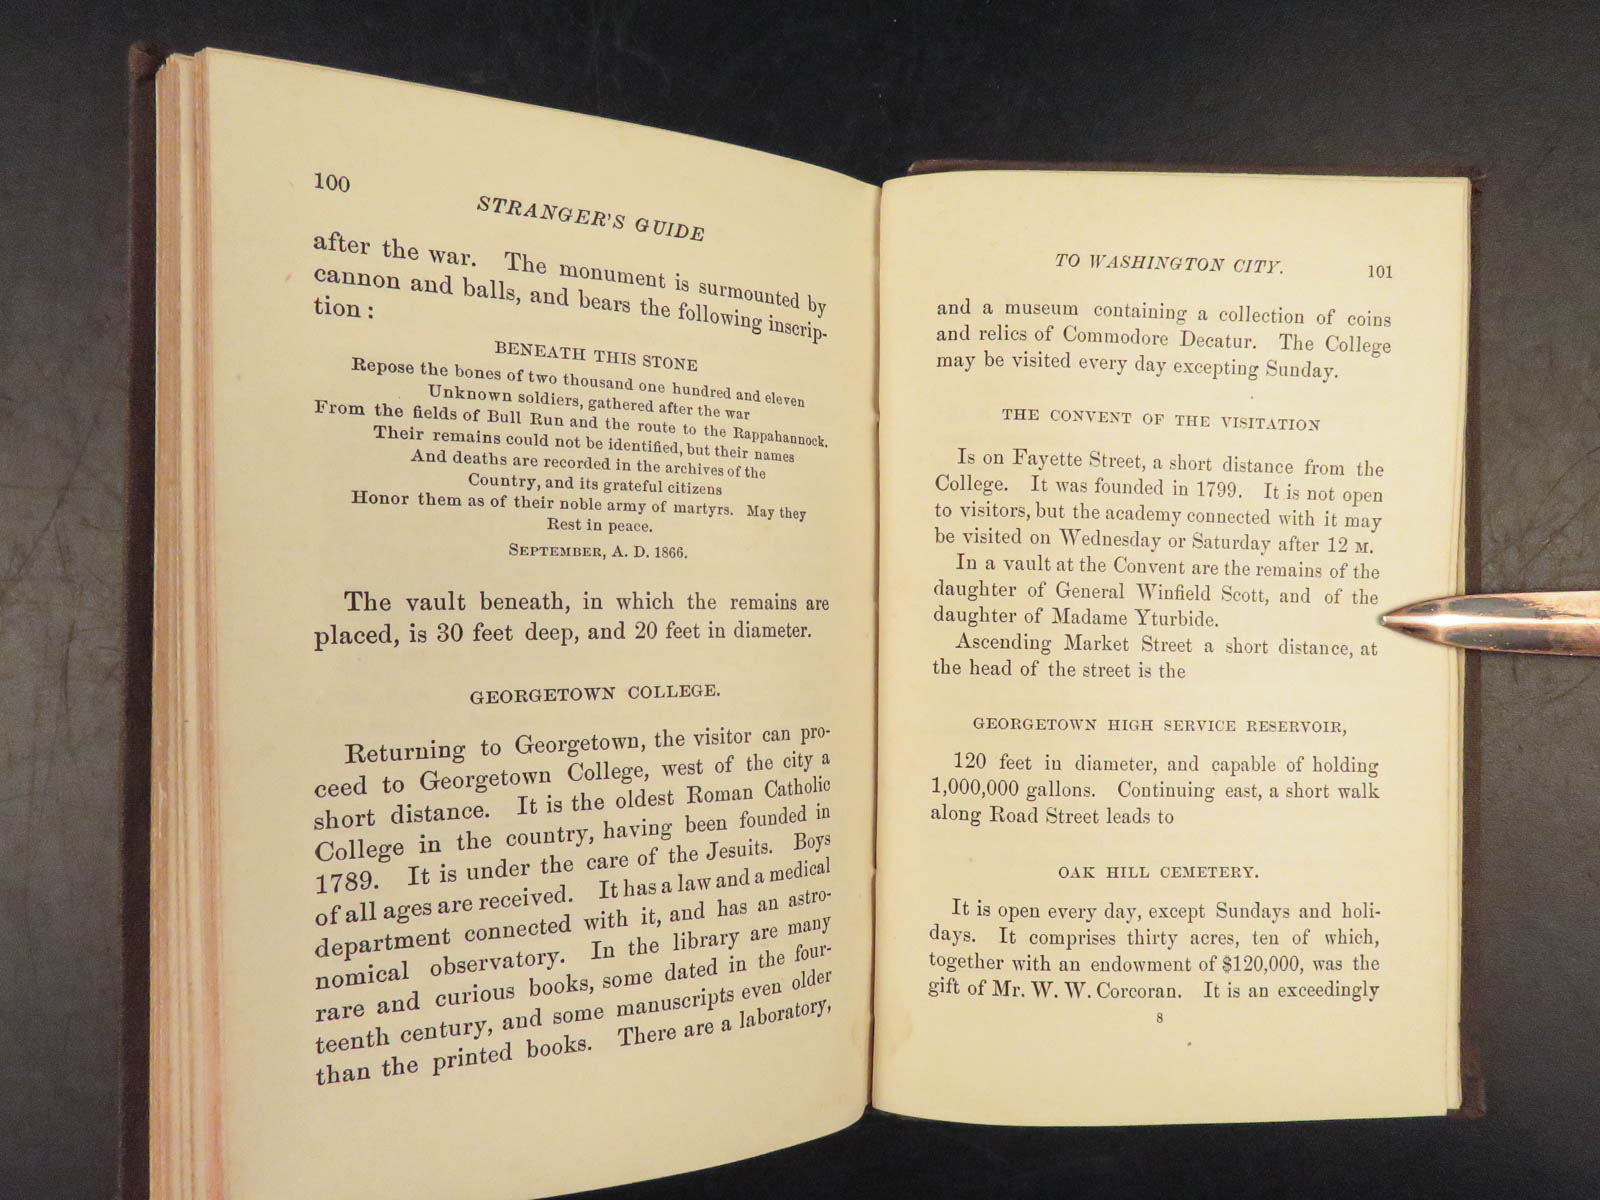 100
STRANGER'S GUIDE
after the war. The monument is surmounted by
cannon and balls, and bears the following inscrip-
tion :
BENEATH THIS STONE
Repose the bones of two thousand one hundred and eleven
Unknown soldiers, gathered after the war
From the fields of Bull Run and the route to the Rappahannock.
Their remains could not be identified, but their names
And deaths are recorded in the archives of the
Country, and its grateful citizens
Honor them as of their noble army of martyrs. May they
Rest in peace.
SEPTEMBER, A. D. 1866.
The vault beneath, in which the remains are
placed, is 30 feet deep, and 20 feet in diameter.
GEORGETOWN COLLEGE.
Returning to Georgetown, the visitor can pro-
ceed to Georgetown College, west of the city a
short distance. It is the oldest Roman Catholic
College in the country, having been founded in
1789. It is under the care of the Jesuits. Boys
of all ages are received. It has a law and a medical
department connected with it, and has an astro-
nomical observatory. In the library are many
rare and curious books, some dated in the four-
teenth century, and some manuscripts even older
than the printed books. There are a laboratory,
TO WASHINGTON CITY.
101
and a museum containing a collection of coins
and relics of Commodore Decatur. The College
may be visited every day excepting Sunday.
THE CONVENT OF THE VISITATION
Is on Fayette Street, a short distance from the
College. It was founded in 1799. It is not open
to visitors, but the academy connected with it may
be visited on Wednesday or Saturday after 12 M.
In a vault at the Convent are the remains of the
daughter of General Winfield Scott, and of the
daughter of Madame Yturbide.
Ascending Market Street a short distance, at
the head of the street is the
GEORGETOWN HIGH SERVICE RESERVOIR,
120 feet in diameter, and capable of holding
1,000,000 gallons. Continuing east, a short walk
along Road Street leads to
OAK HILL CEMETERY.
It is open every day, except Sundays and holi-
days. It comprises thirty acres, ten of which,
together with an endowment of $120,000, was the
gift of Mr. W. W. Corcoran. It is an exceedingly
8